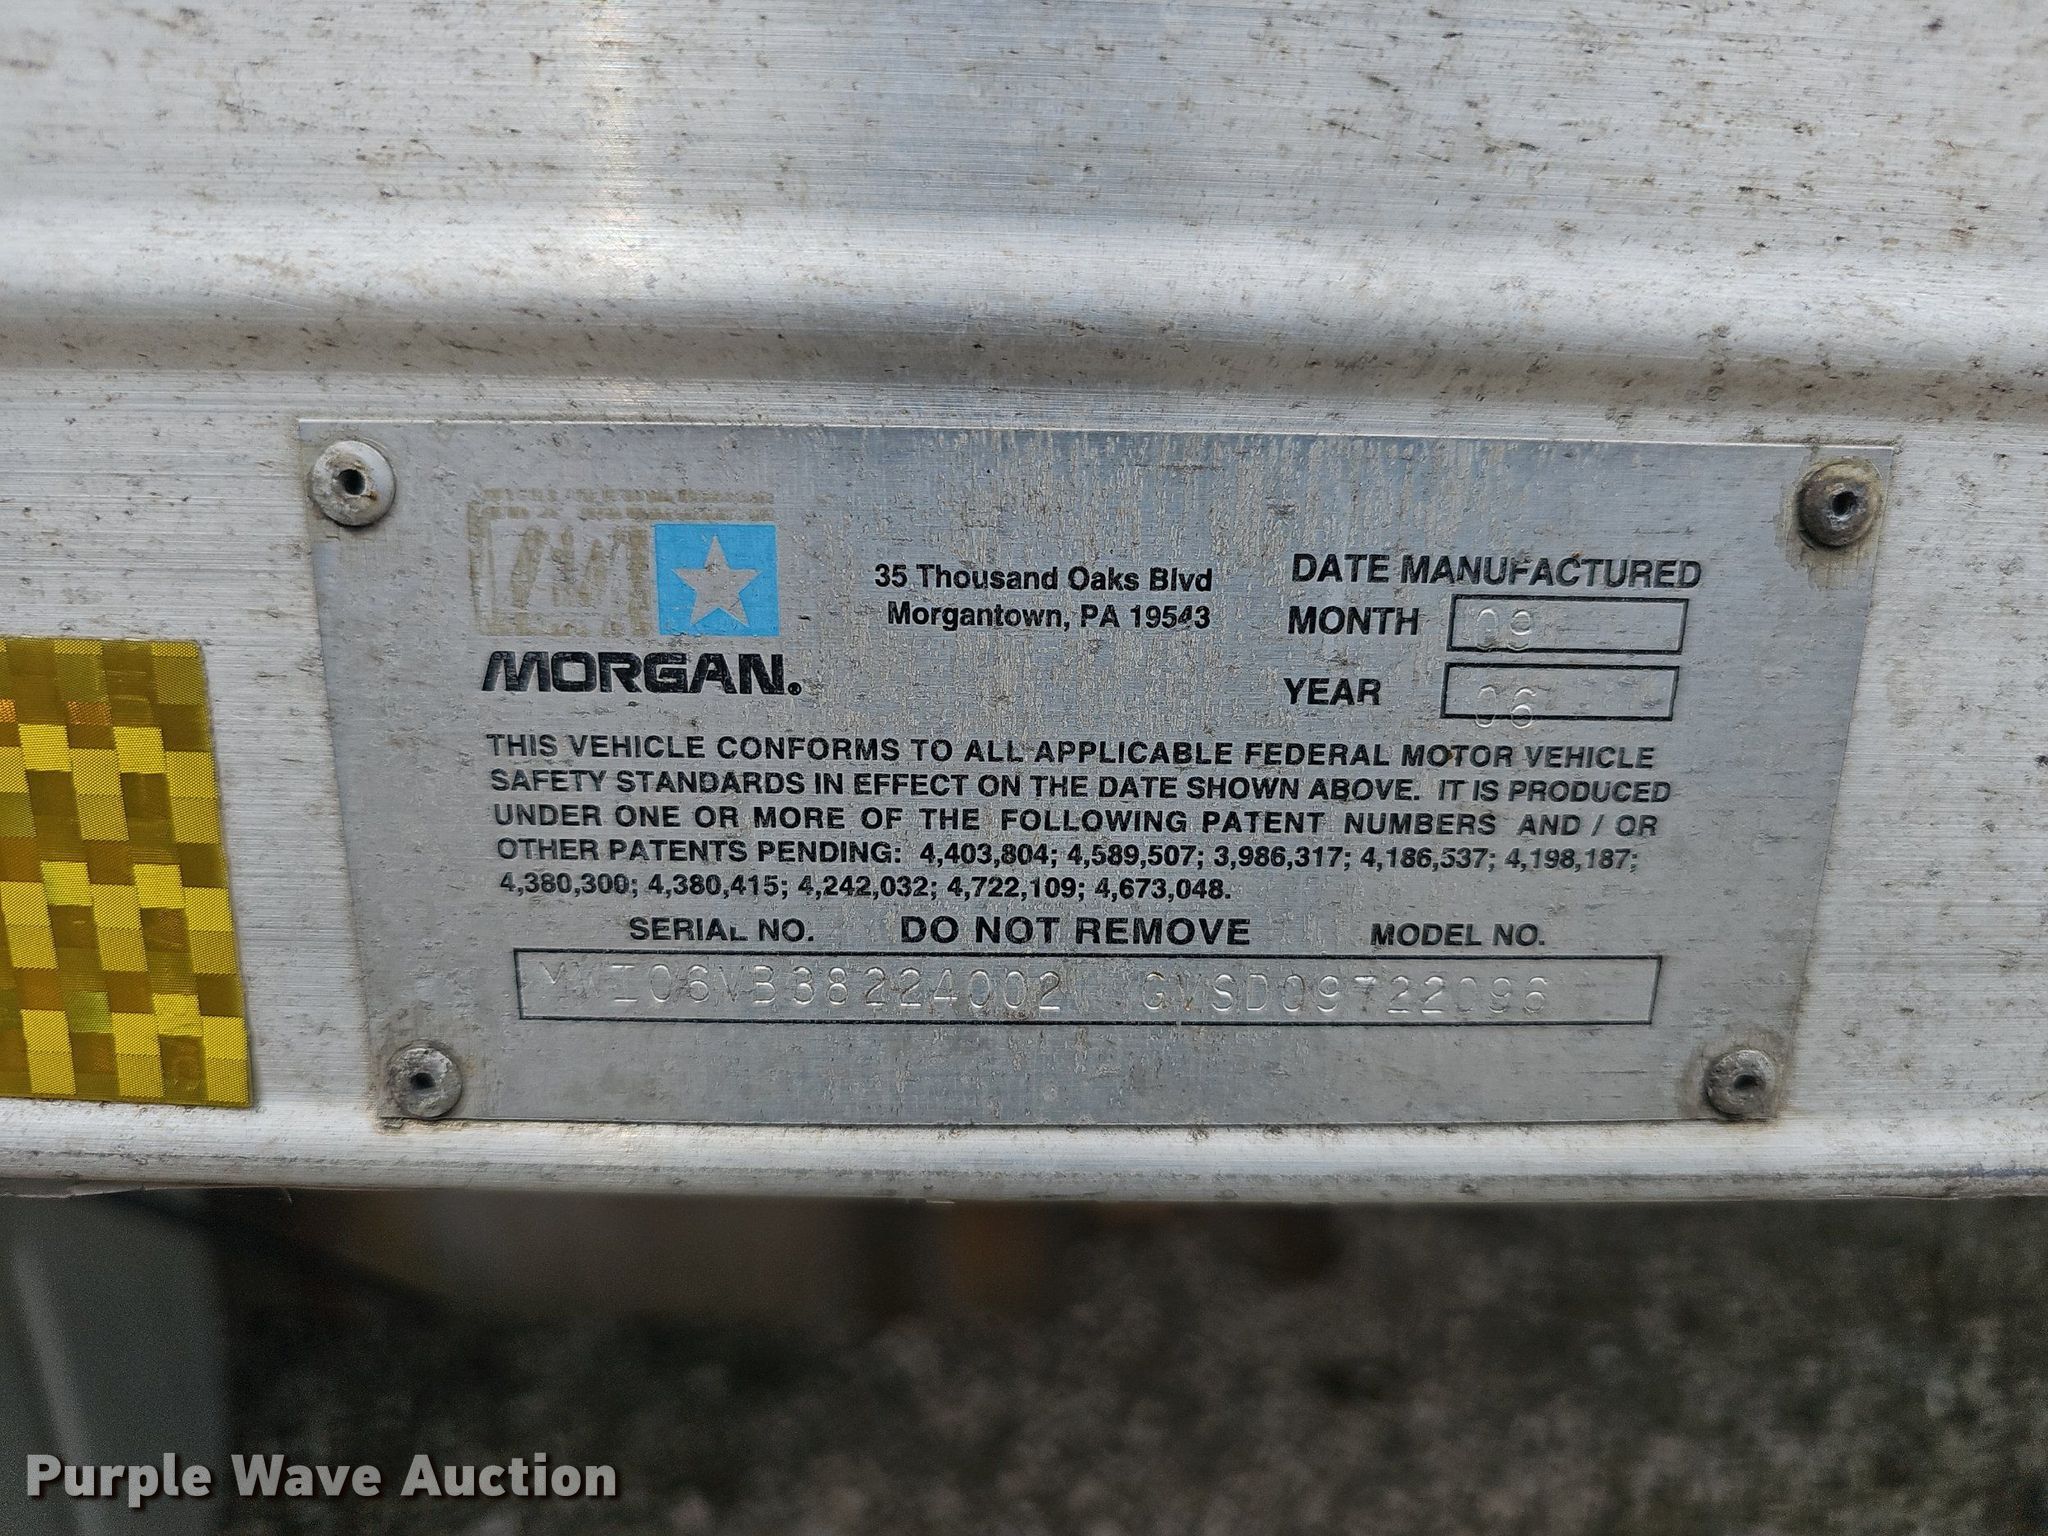 MORGAN®
35 Thousand Oaks Blvd
Morgantown, PA 19543
DATE MANUFACTURED
MONTH 09
YEAR 06
THIS VEHICLE CONFORMS TO ALL APPLICABLE FEDERAL MOTOR VEHICLE
SAFETY STANDARDS IN EFFECT ON THE DATE SHOWN ABOVE. IT IS PRODUCED
UNDER ONE OR MORE OF THE FOLLOWING PATENT NUMBERS AND / OR
OTHER PATENTS PENDING: 4,403,804; 4,589,507; 3,986,317; 4,186,537; 4,198,187;
4,380,300; 4,380,415; 4,242,032; 4,722,109; 4,673,048.
SERIAL NO. DO NOT REMOVE MODEL NO.
GVSD09722096
Purple Wave Auction